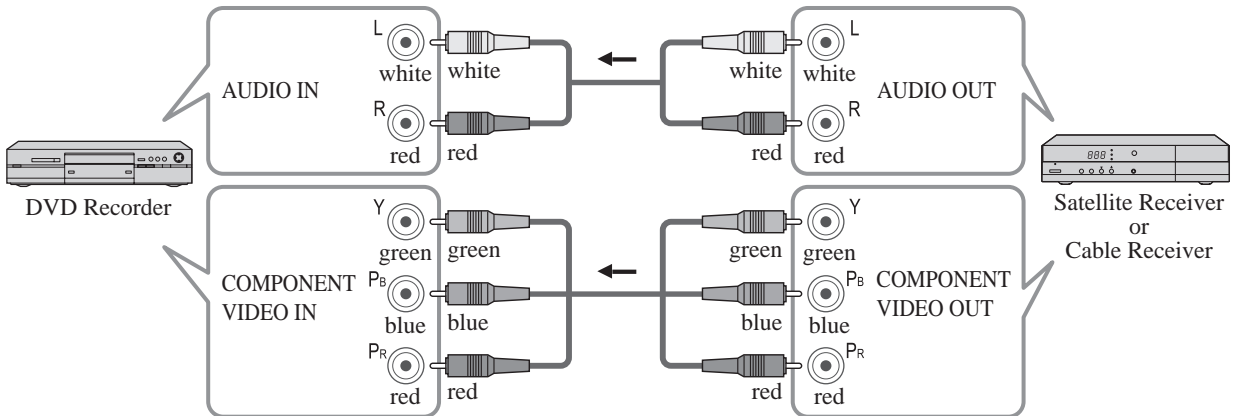 L
white
white
AUDIO IN
R
red
red
white
L
white
AUDIO OUT
red
R
red
DVD Recorder
888
Satellite Receiver
or
Cable Receiver
Y
green
green
COMPONENT
VIDEO IN
PB
blue
blue
PR
red
red
green
Y
green
COMPONENT
VIDEO OUT
blue
PB
blue
red
PR
red